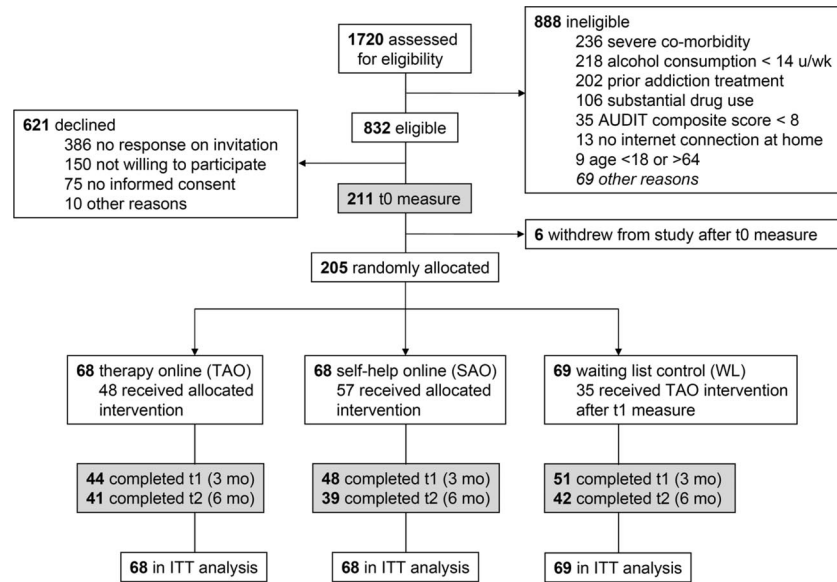 1720 assessed
for eligibility
888 ineligible
236 severe co-morbidity
218 alcohol consumption < 14 u/wk
202 prior addiction treatment
106 substantial drug use
35 AUDIT composite score < 8
13 no internet connection at home
9 age <18 or >64
69 other reasons
832 eligible
621 declined
386 no response on invitation
150 not willing to participate
75 no informed consent
10 other reasons
211 t0 measure
6 withdrew from study after t0 measure
205 randomly allocated
68 therapy online (TAO)
48 received allocated
intervention
68 self-help online (SAO)
57 received allocated
intervention
69 waiting list control (WL)
35 received TAO intervention
after t1 measure
44 completed t1 (3 mo)
41 completed t2 (6 mo)
48 completed t1 (3 mo)
39 completed t2 (6 mo)
51 completed t1 (3 mo)
42 completed t2 (6 mo)
68 in ITT analysis
68 in ITT analysis
69 in ITT analysis